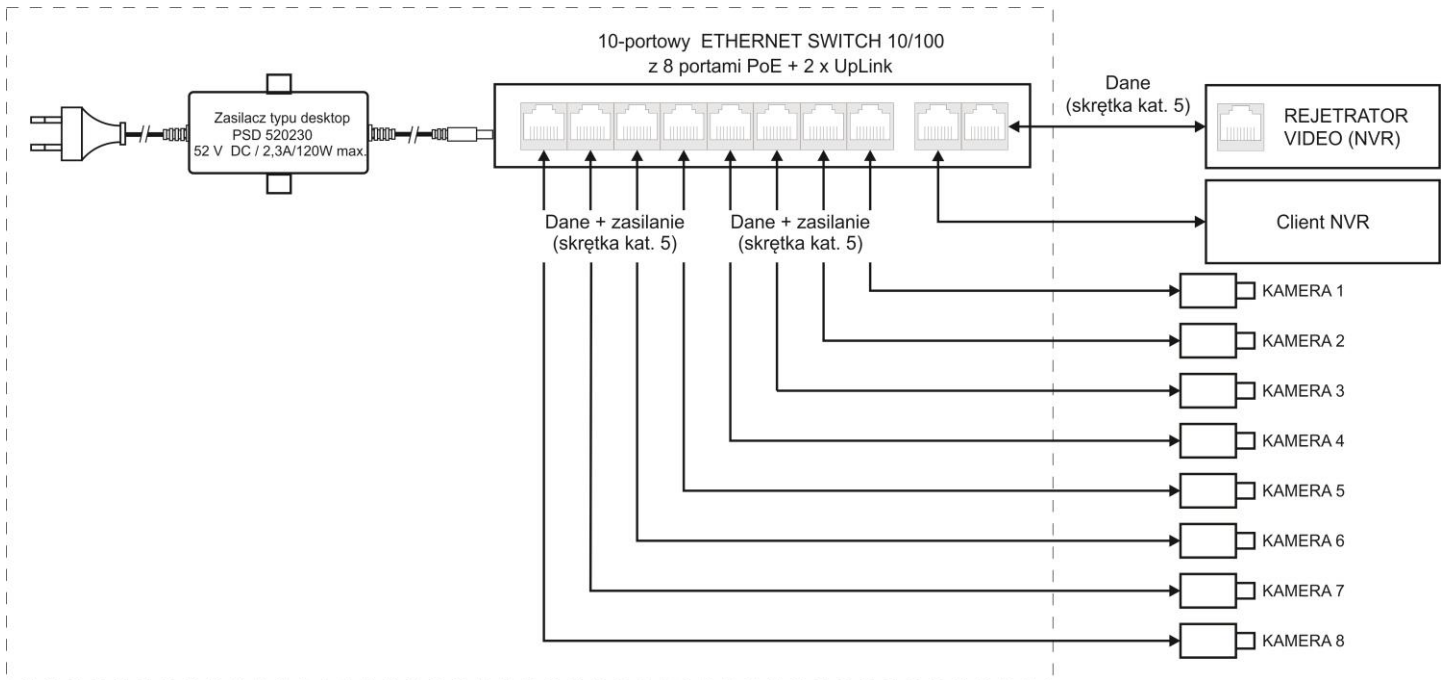 10-portowy ETHERNET SWITCH 10/100
z 8 portami PoE + 2 x UpLink
Zasilacz typu desktop
PSD 520230
52 V DC / 2,3A/120W max.
Dane
(skrętka kat. 5)
REJETRATOR
VIDEO (NVR)
Client NVR
Dane + zasilanie
(skrętka kat. 5)
Dane + zasilanie
(skrętka kat. 5)
KAMERA 1
KAMERA 2
KAMERA 3
KAMERA 4
KAMERA 5
KAMERA 6
KAMERA 7
KAMERA 8